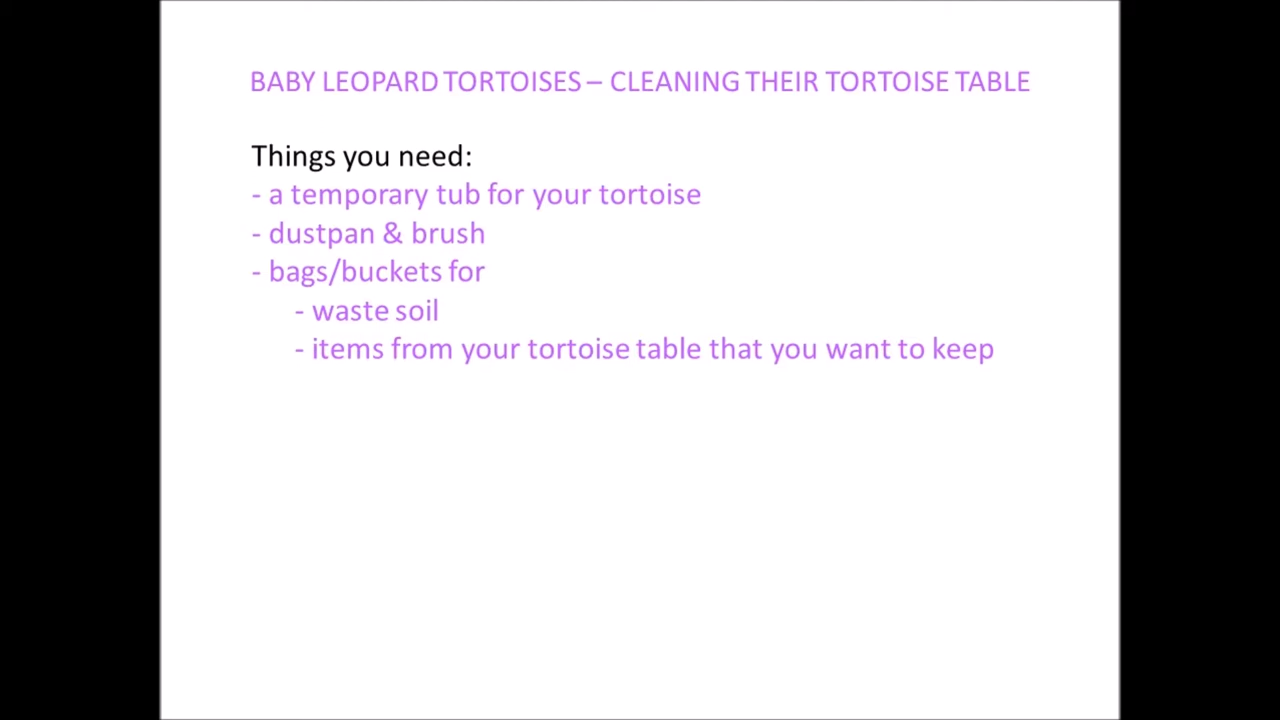 BABY LEOPARD TORTOISES – CLEANING THEIR TORTOISE TABLE
Things you need:
- a temporary tub for your tortoise
- dustpan & brush
- bags/buckets for
- waste soil
- items from your tortoise table that you want to keep